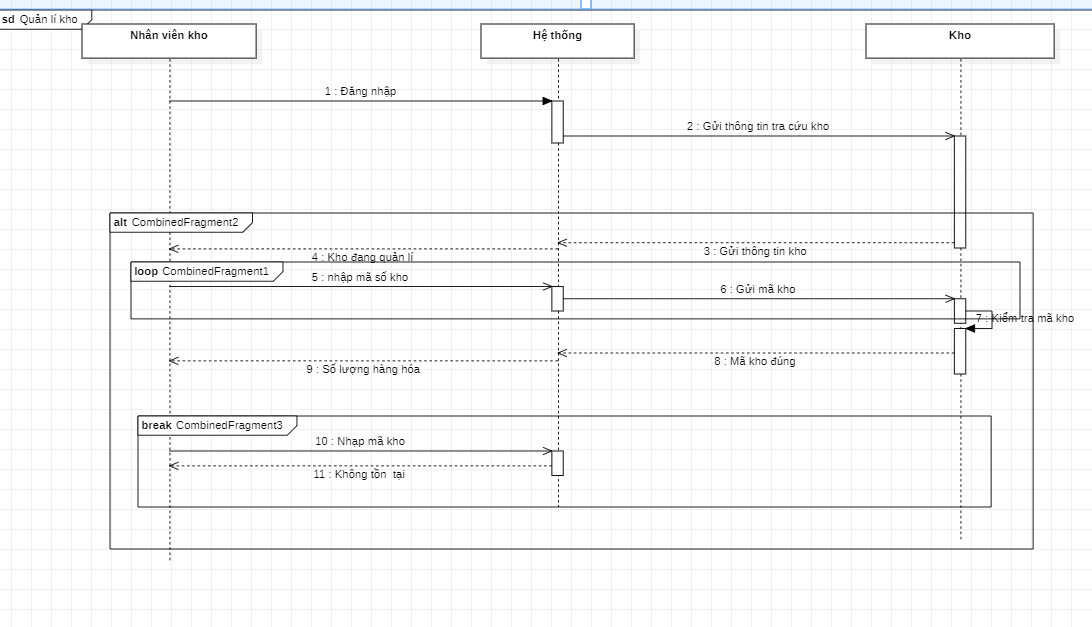 sd Quản lí kho
Nhân viên kho
Hệ thống
Kho
1 : Đăng nhập
2 : Gửi thông tin tra cứu kho
alt CombinedFragment2
3 : Gửi thông tin kho
4 : Kho đang quản lí
loop CombinedFragment1
5 : nhập mã số kho
6 : Gửi mã kho
7 : Kiểm tra mã kho
8 : Mã kho đúng
9 : Số lượng hàng hóa
break CombinedFragment3
10 : Nhạp mã kho
11 : Không tồn  tại